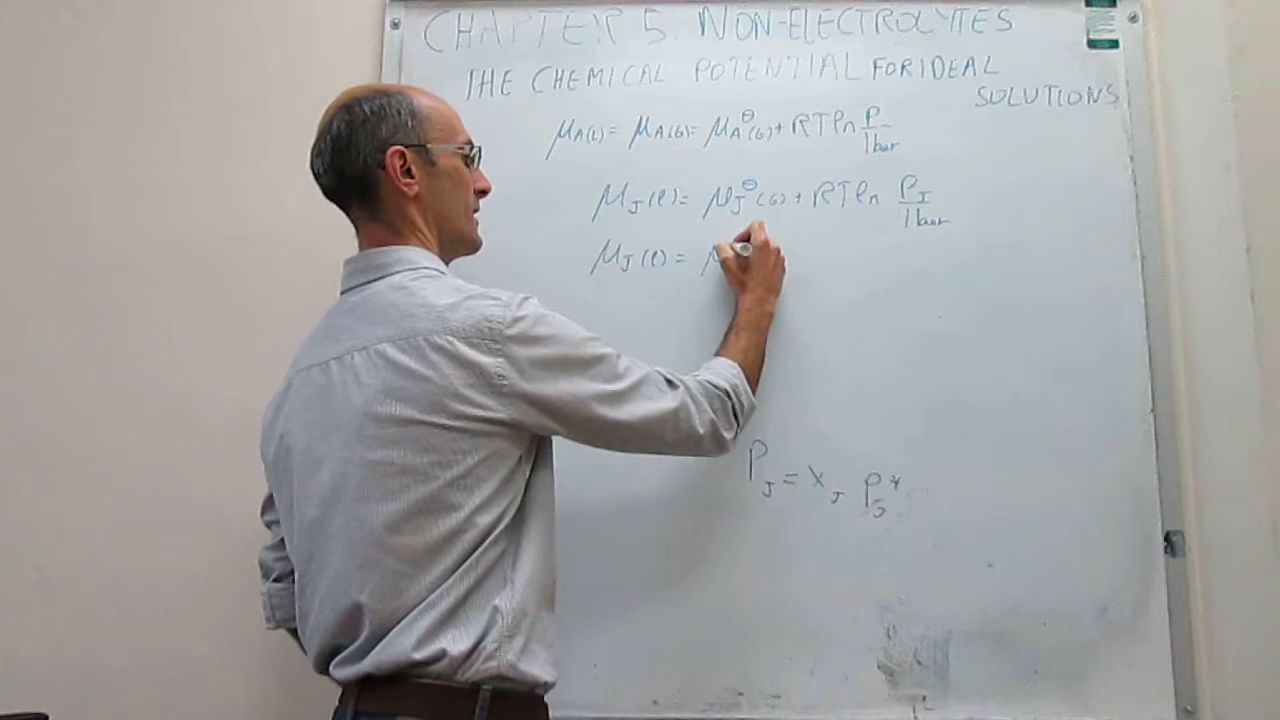 CHAPTER 5. NON-ELECTROLYTES
THE CHEMICAL POTENTIAL FOR IDEAL
SOLUTIONS
μA(l) = μA(G) = μA⊖(G) + RT ln P/1bar
μJ(l) = μJ⊖(G) + RT ln PJ/1bar
μJ(l) = μ
PJ = xJ PJ*